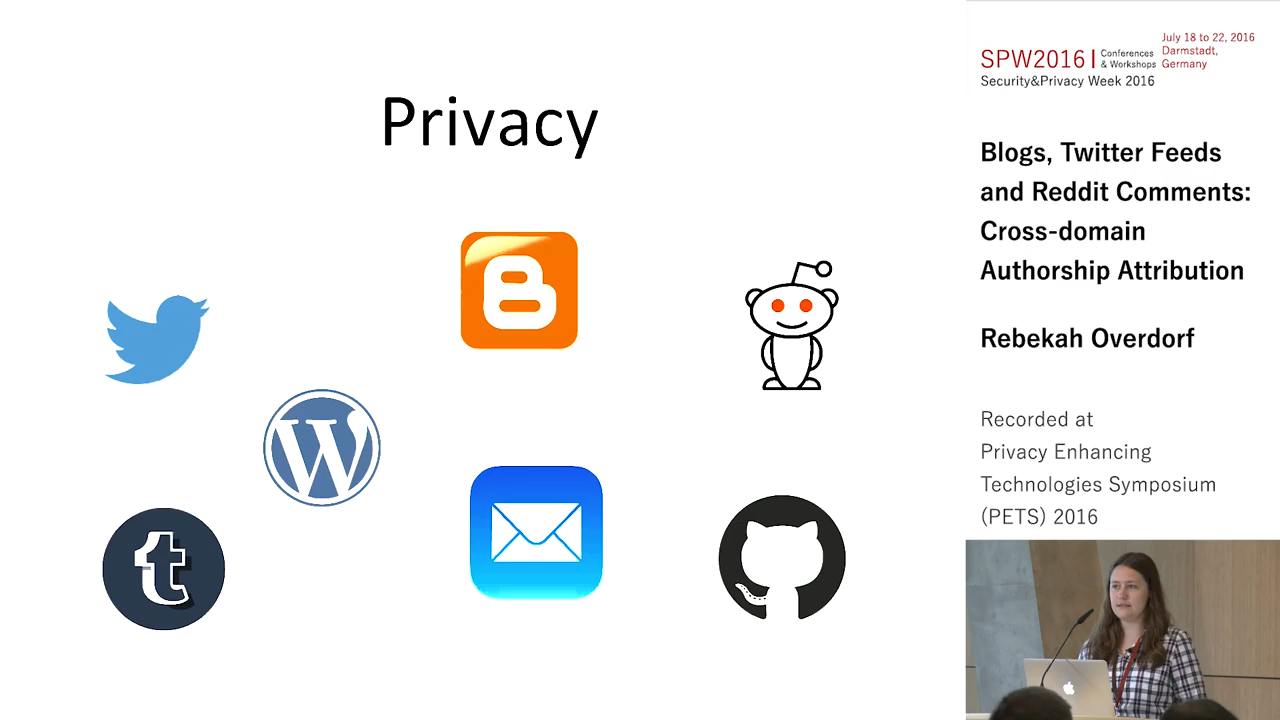 Privacy
SPW2016
Conferences
& Workshops
July 18 to 22, 2016
Darmstadt,
Germany
Security&Privacy Week 2016
Blogs, Twitter Feeds
and Reddit Comments:
Cross-domain
Authorship Attribution
Rebekah Overdorf
Recorded at
Privacy Enhancing
Technologies Symposium
(PETS) 2016